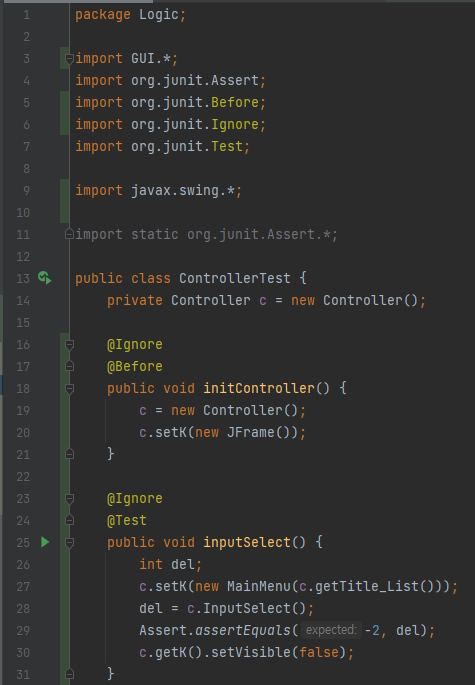 1 package Logic;
2
3 import GUI.*;
4 import org.junit.Assert;
5 import org.junit.Before;
6 import org.junit.Ignore;
7 import org.junit.Test;
8
9 import javax.swing.*;
10
11 import static org.junit.Assert.*;
12
13 public class ControllerTest {
14 private Controller c = new Controller();
15
16 @Ignore
17 @Before
18 public void initController() {
19 c = new Controller();
20 c.setK(new JFrame());
21 }
22
23 @Ignore
24 @Test
25 public void inputSelect() {
26 int del;
27 c.setK(new MainMenu(c.getTitle_List()));
28 del = c.InputSelect();
29 Assert.assertEquals( expected: -2, del);
30 c.getK().setVisible(false);
31 }